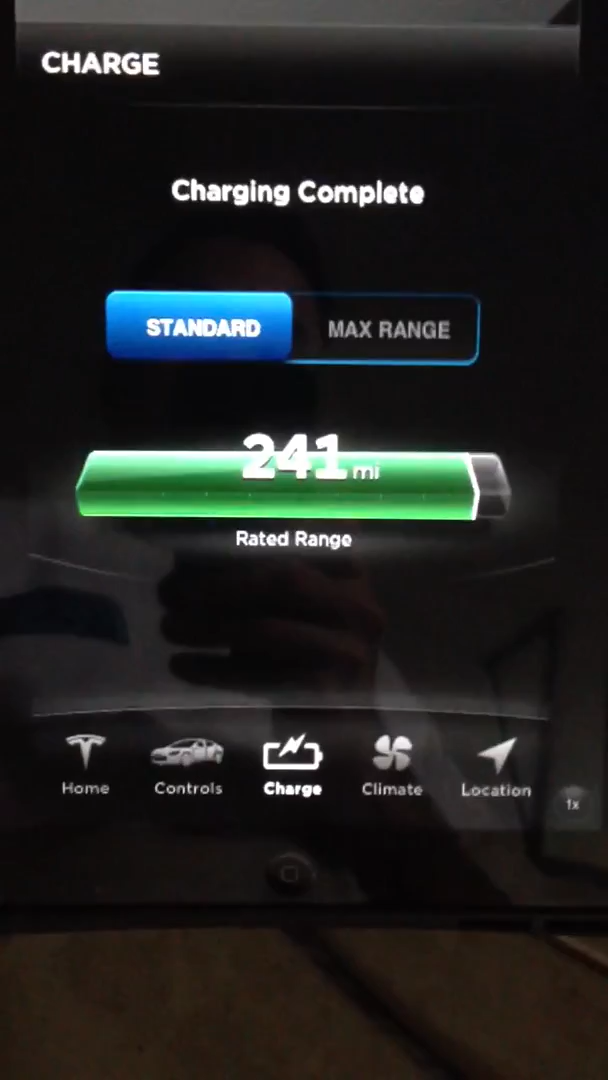 CHARGE
Charging Complete
STANDARD MAX RANGE
241 mi
Rated Range
Home Controls Charge Climate Location
1x